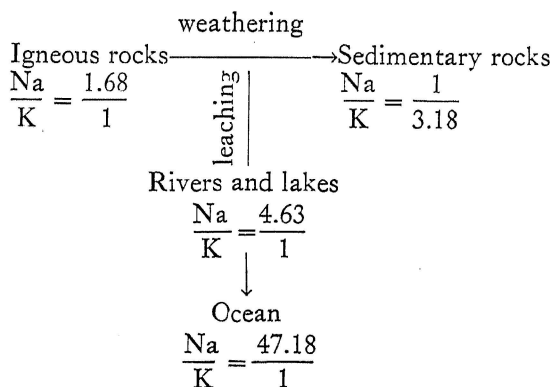 weathering
Igneous rocks → Sedimentary rocks
Na/K = 1.68/1
Na/K = 1/3.18
leaching
Rivers and lakes
Na/K = 4.63/1
↓
Ocean
Na/K = 47.18/1